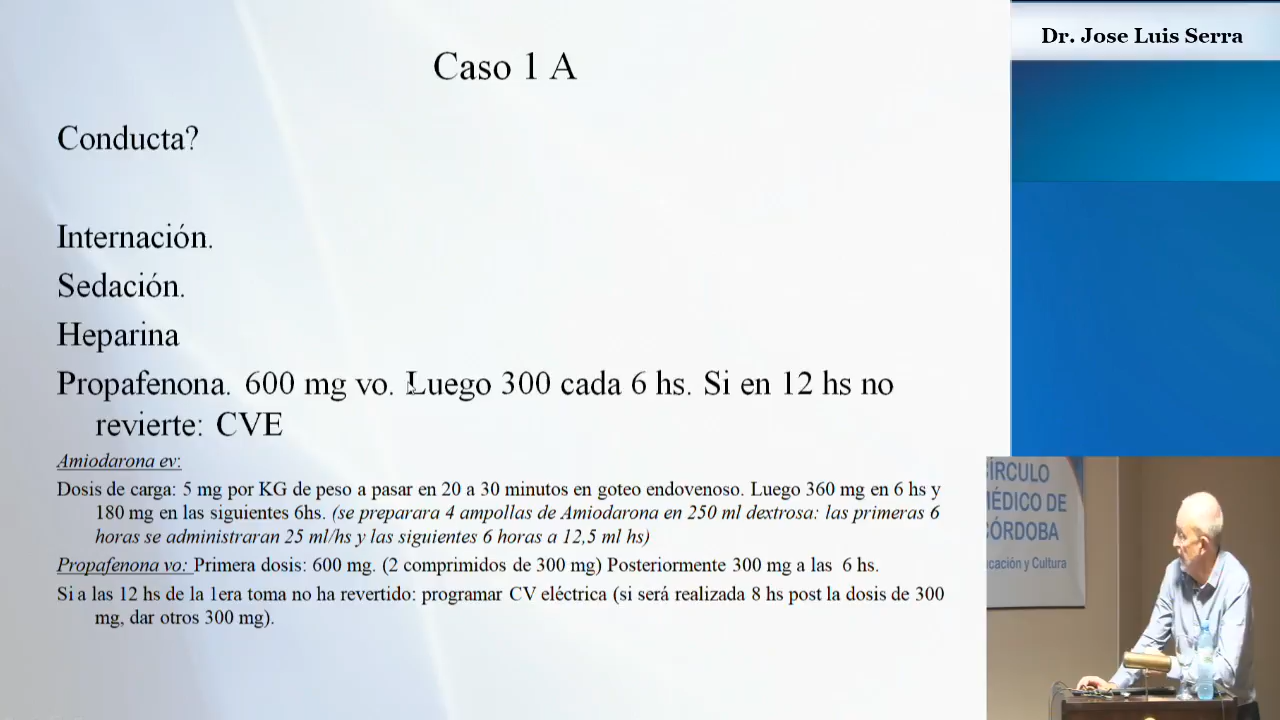 Dr. Jose Luis Serra
Caso 1 A
Conducta?
Internación.
Sedación.
Heparina
Propafenona. 600 mg vo. Luego 300 cada 6 hs. Si en 12 hs no
revierte: CVE
Amiodarona ev:
Dosis de carga: 5 mg por KG de peso a pasar en 20 a 30 minutos en goteo endovenoso. Luego 360 mg en 6 hs y
180 mg en las siguientes 6hs. (se preparara 4 ampollas de Amiodarona en 250 ml dextrosa: las primeras 6
horas se administraran 25 ml/hs y las siguientes 6 horas a 12,5 ml hs)
Propafenona vo: Primera dosis: 600 mg. (2 comprimidos de 300 mg) Posteriormente 300 mg a las 6 hs.
Si a las 12 hs de la 1era toma no ha revertido: programar CV eléctrica (si será realizada 8 hs post la dosis de 300
mg, dar otros 300 mg).
CÍRCULO
MÉDICO DE
CÓRDOBA
cación y Cultura